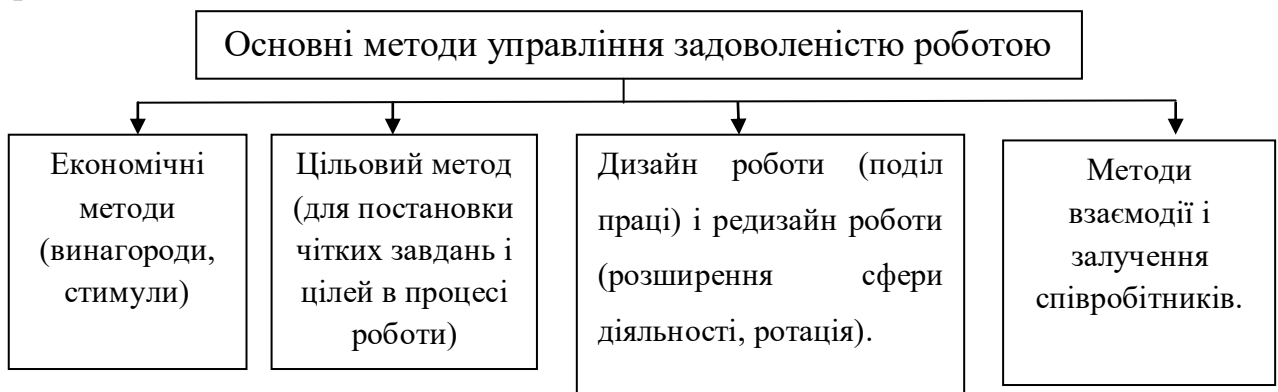 Основні методи управління задоволеністю роботою
Економічні
методи
(винагороди,
стимули)
Цільовий метод
(для постановки
чітких завдань і
цілей в процесі
роботи)
Дизайн роботи (поділ
праці) і редизайн роботи
(розширення сфери
діяльності, ротація).
Методи
взаємодії і
залучення
співробітників.